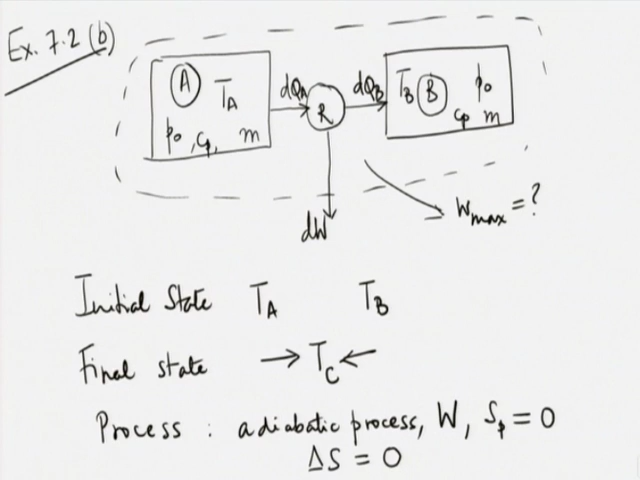 Ex. 7.2 (b)
A T_A
p₀, c_p, m
dQ_A
R
dQ_B
T_B B p₀
c_p m
dW
W_max = ?
Initial State T_A T_B
Final state → T_C ←
Process : adiabatic process, W, S_p = 0
ΔS = 0